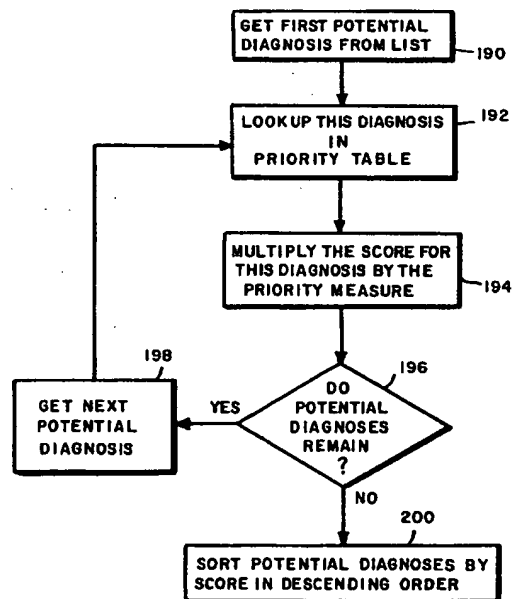 GET FIRST POTENTIAL
DIAGNOSIS FROM LIST
190
LOOKUP THIS DIAGNOSIS
IN
PRIORITY TABLE
192
MULTIPLY THE SCORE FOR
THIS DIAGNOSIS BY THE
PRIORITY MEASURE
194
196
DO
POTENTIAL
DIAGNOSES
REMAIN
?
YES
198
GET NEXT
POTENTIAL
DIAGNOSIS
NO
200
SORT POTENTIAL DIAGNOSES BY
SCORE IN DESCENDING ORDER